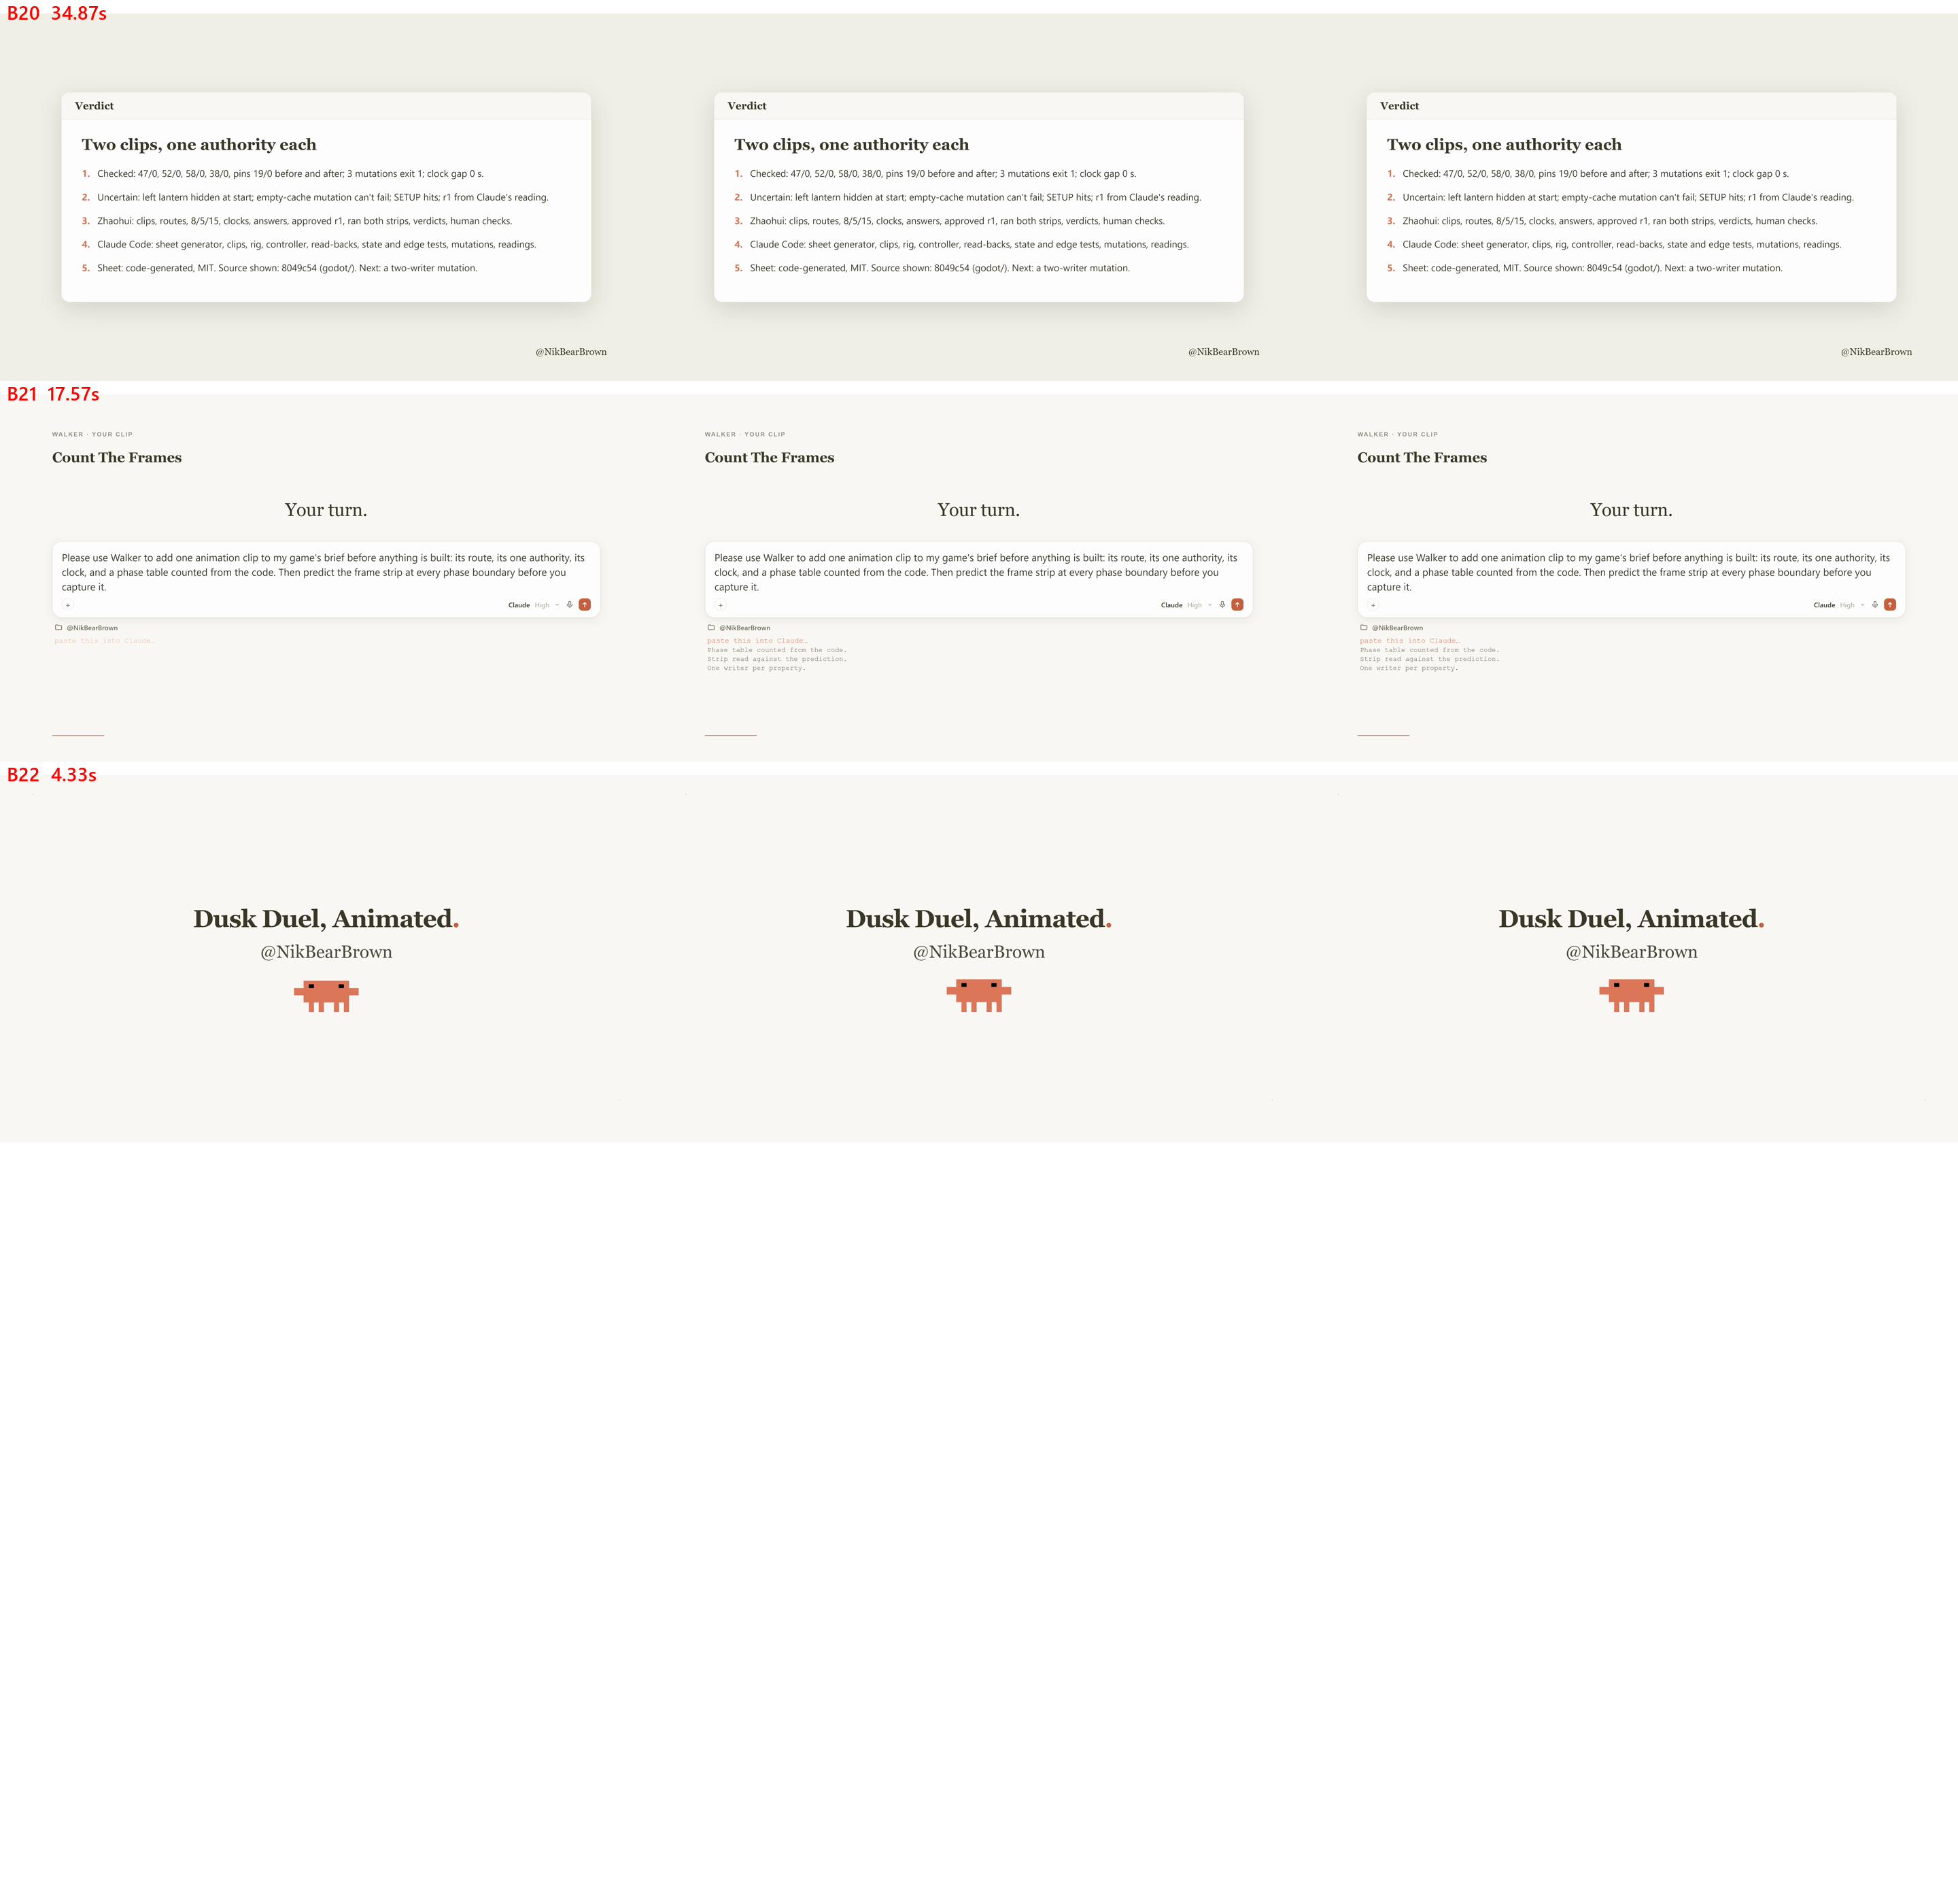 B20 34.87s
Verdict
Two clips, one authority each
1. Checked: 47/0, 52/0, 58/0, 38/0, pins 19/0 before and after; 3 mutations exit 1; clock gap 0 s.
2. Uncertain: left lantern hidden at start; empty-cache mutation can't fail; SETUP hits; r1 from Claude's reading.
3. Zhaohui: clips, routes, 8/5/15, clocks, answers, approved r1, ran both strips, verdicts, human checks.
4. Claude Code: sheet generator, clips, rig, controller, read-backs, state and edge tests, mutations, readings.
5. Sheet: code-generated, MIT. Source shown: 8049c54 (godot/). Next: a two-writer mutation.
@NikBearBrown
Verdict
Two clips, one authority each
1. Checked: 47/0, 52/0, 58/0, 38/0, pins 19/0 before and after; 3 mutations exit 1; clock gap 0 s.
2. Uncertain: left lantern hidden at start; empty-cache mutation can't fail; SETUP hits; r1 from Claude's reading.
3. Zhaohui: clips, routes, 8/5/15, clocks, answers, approved r1, ran both strips, verdicts, human checks.
4. Claude Code: sheet generator, clips, rig, controller, read-backs, state and edge tests, mutations, readings.
5. Sheet: code-generated, MIT. Source shown: 8049c54 (godot/). Next: a two-writer mutation.
@NikBearBrown
Verdict
Two clips, one authority each
1. Checked: 47/0, 52/0, 58/0, 38/0, pins 19/0 before and after; 3 mutations exit 1; clock gap 0 s.
2. Uncertain: left lantern hidden at start; empty-cache mutation can't fail; SETUP hits; r1 from Claude's reading.
3. Zhaohui: clips, routes, 8/5/15, clocks, answers, approved r1, ran both strips, verdicts, human checks.
4. Claude Code: sheet generator, clips, rig, controller, read-backs, state and edge tests, mutations, readings.
5. Sheet: code-generated, MIT. Source shown: 8049c54 (godot/). Next: a two-writer mutation.
@NikBearBrown
B21 17.57s
WALKER · YOUR CLIP
Count The Frames
Your turn.
Please use Walker to add one animation clip to my game's brief before anything is built: its route, its one authority, its
clock, and a phase table counted from the code. Then predict the frame strip at every phase boundary before you
capture it.
+ Claude High
@NikBearBrown
paste this into Claude…
WALKER · YOUR CLIP
Count The Frames
Your turn.
Please use Walker to add one animation clip to my game's brief before anything is built: its route, its one authority, its
clock, and a phase table counted from the code. Then predict the frame strip at every phase boundary before you
capture it.
+ Claude High
@NikBearBrown
paste this into Claude…
Phase table counted from the code.
Strip read against the prediction.
One writer per property.
WALKER · YOUR CLIP
Count The Frames
Your turn.
Please use Walker to add one animation clip to my game's brief before anything is built: its route, its one authority, its
clock, and a phase table counted from the code. Then predict the frame strip at every phase boundary before you
capture it.
+ Claude High
@NikBearBrown
paste this into Claude…
Phase table counted from the code.
Strip read against the prediction.
One writer per property.
B22 4.33s
Dusk Duel, Animated.
@NikBearBrown
Dusk Duel, Animated.
@NikBearBrown
Dusk Duel, Animated.
@NikBearBrown